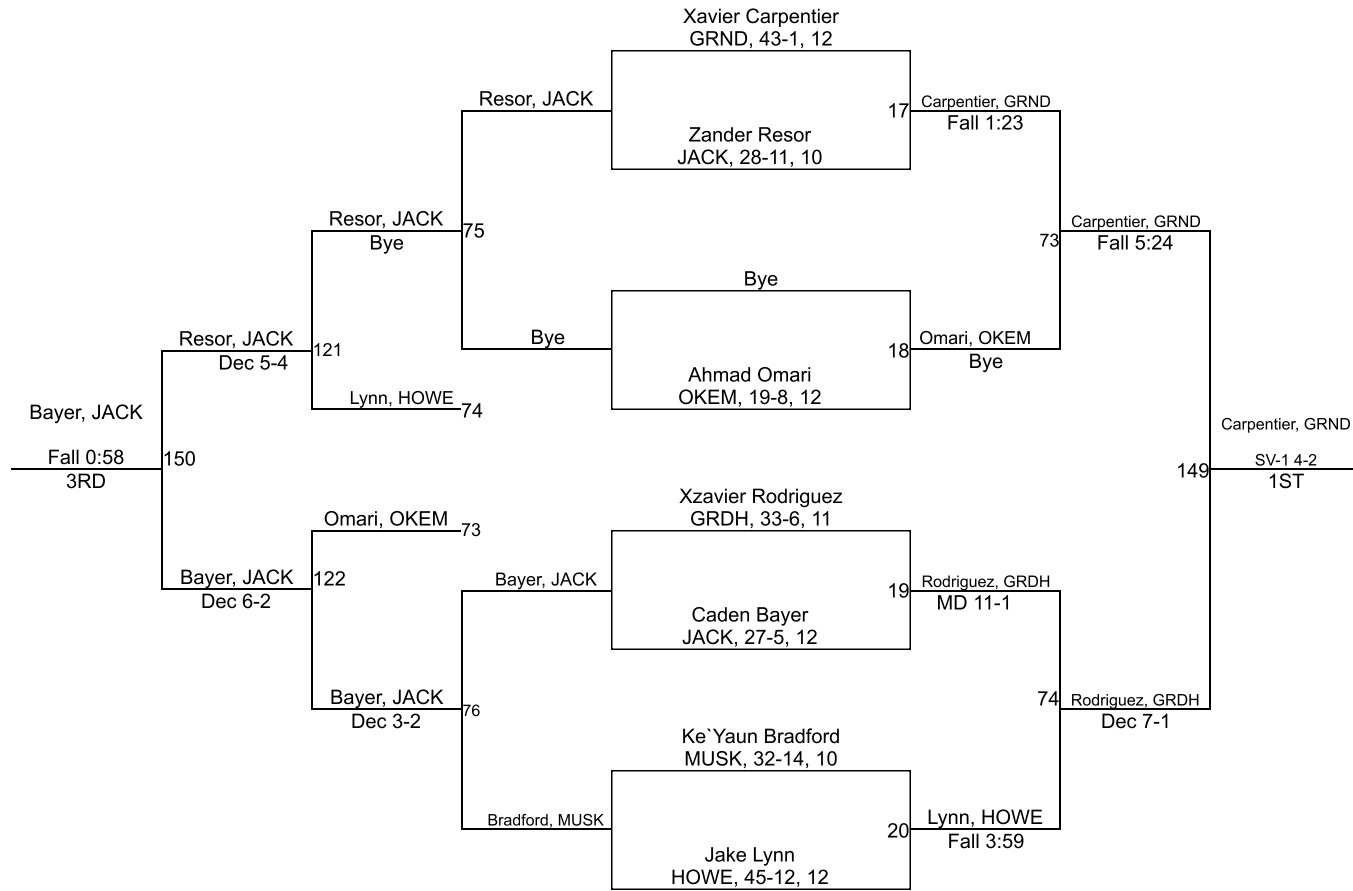 Xavier Carpentier
GRND, 43-1, 12
Resor, JACK
17
Carpentier, GRND
Fall 1:23
Zander Resor
JACK, 28-11, 10
Resor, JACK
Bye
75
73
Carpentier, GRND
Fall 5:24
Bye
Resor, JACK
Dec 5-4
121
Bye
18
Omari, OKEM
Bye
Ahmad Omari
OKEM, 19-8, 12
Lynn, HOWE
74
Bayer, JACK
Fall 0:58
3RD
150
Carpentier, GRND
149
SV-1 4-2
1ST
Xzavier Rodriguez
GRDH, 33-6, 11
Omari, OKEM
73
Bayer, JACK
Dec 6-2
122
Bayer, JACK
19
Rodriguez, GRDH
MD 11-1
Caden Bayer
JACK, 27-5, 12
Bayer, JACK
Dec 3-2
76
74
Rodriguez, GRDH
Dec 7-1
Ke`Yaun Bradford
MUSK, 32-14, 10
Bradford, MUSK
20
Lynn, HOWE
Fall 3:59
Jake Lynn
HOWE, 45-12, 12